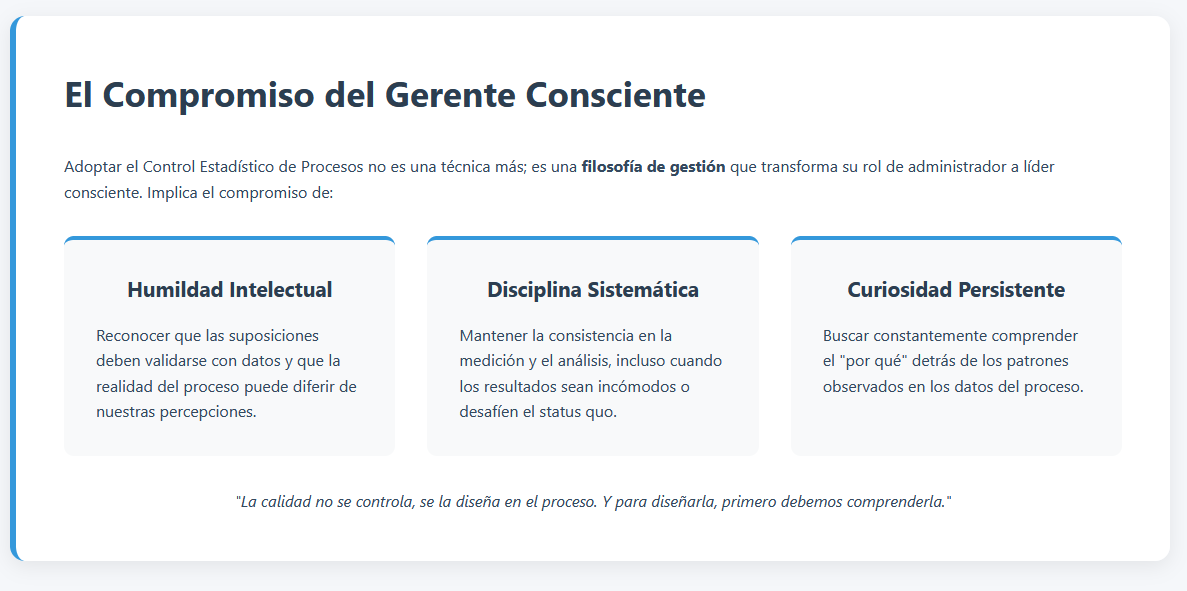 El Compromiso del Gerente Consciente
Adoptar el Control Estadístico de Procesos no es una técnica más; es una filosofía de gestión que transforma su rol de administrador a líder
consciente. Implica el compromiso de:
Humildad Intelectual
Reconocer que las suposiciones
deben validarse con datos y que la
realidad del proceso puede diferir de
nuestras percepciones.
Disciplina Sistemática
Mantener la consistencia en la
medición y el análisis, incluso cuando
los resultados sean incómodos o
desafíen el status quo.
Curiosidad Persistente
Buscar constantemente comprender
el "por qué" detrás de los patrones
observados en los datos del proceso.
"La calidad no se controla, se la diseña en el proceso. Y para diseñarla, primero debemos comprenderla."